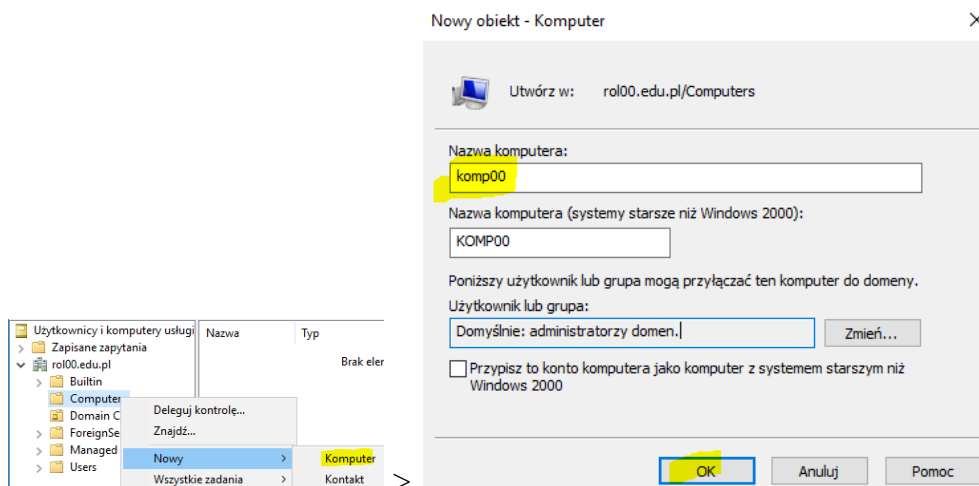 Użytkownicy i komputery usługi
Zapisane zapytania
rol00.edu.pl
Builtin
Computer
Domain C
ForeignSe
Managed
Users
Nazwa
Typ
Brak eler
Deleguj kontrolę...
Znajdź...
Nowy >
Wszystkie zadania >
Komputer
Kontakt
>
Nowy obiekt - Komputer
Utwórz w: rol00.edu.pl/Computers
Nazwa komputera:
komp00
Nazwa komputera (systemy starsze niż Windows 2000):
KOMP00
Poniższy użytkownik lub grupa mogą przyłączać ten komputer do domeny.
Użytkownik lub grupa:
Domyślnie: administratorzy domen.
Zmień...
Przypisz to konto komputera jako komputer z systemem starszym niż
Windows 2000
OK
Anuluj
Pomoc